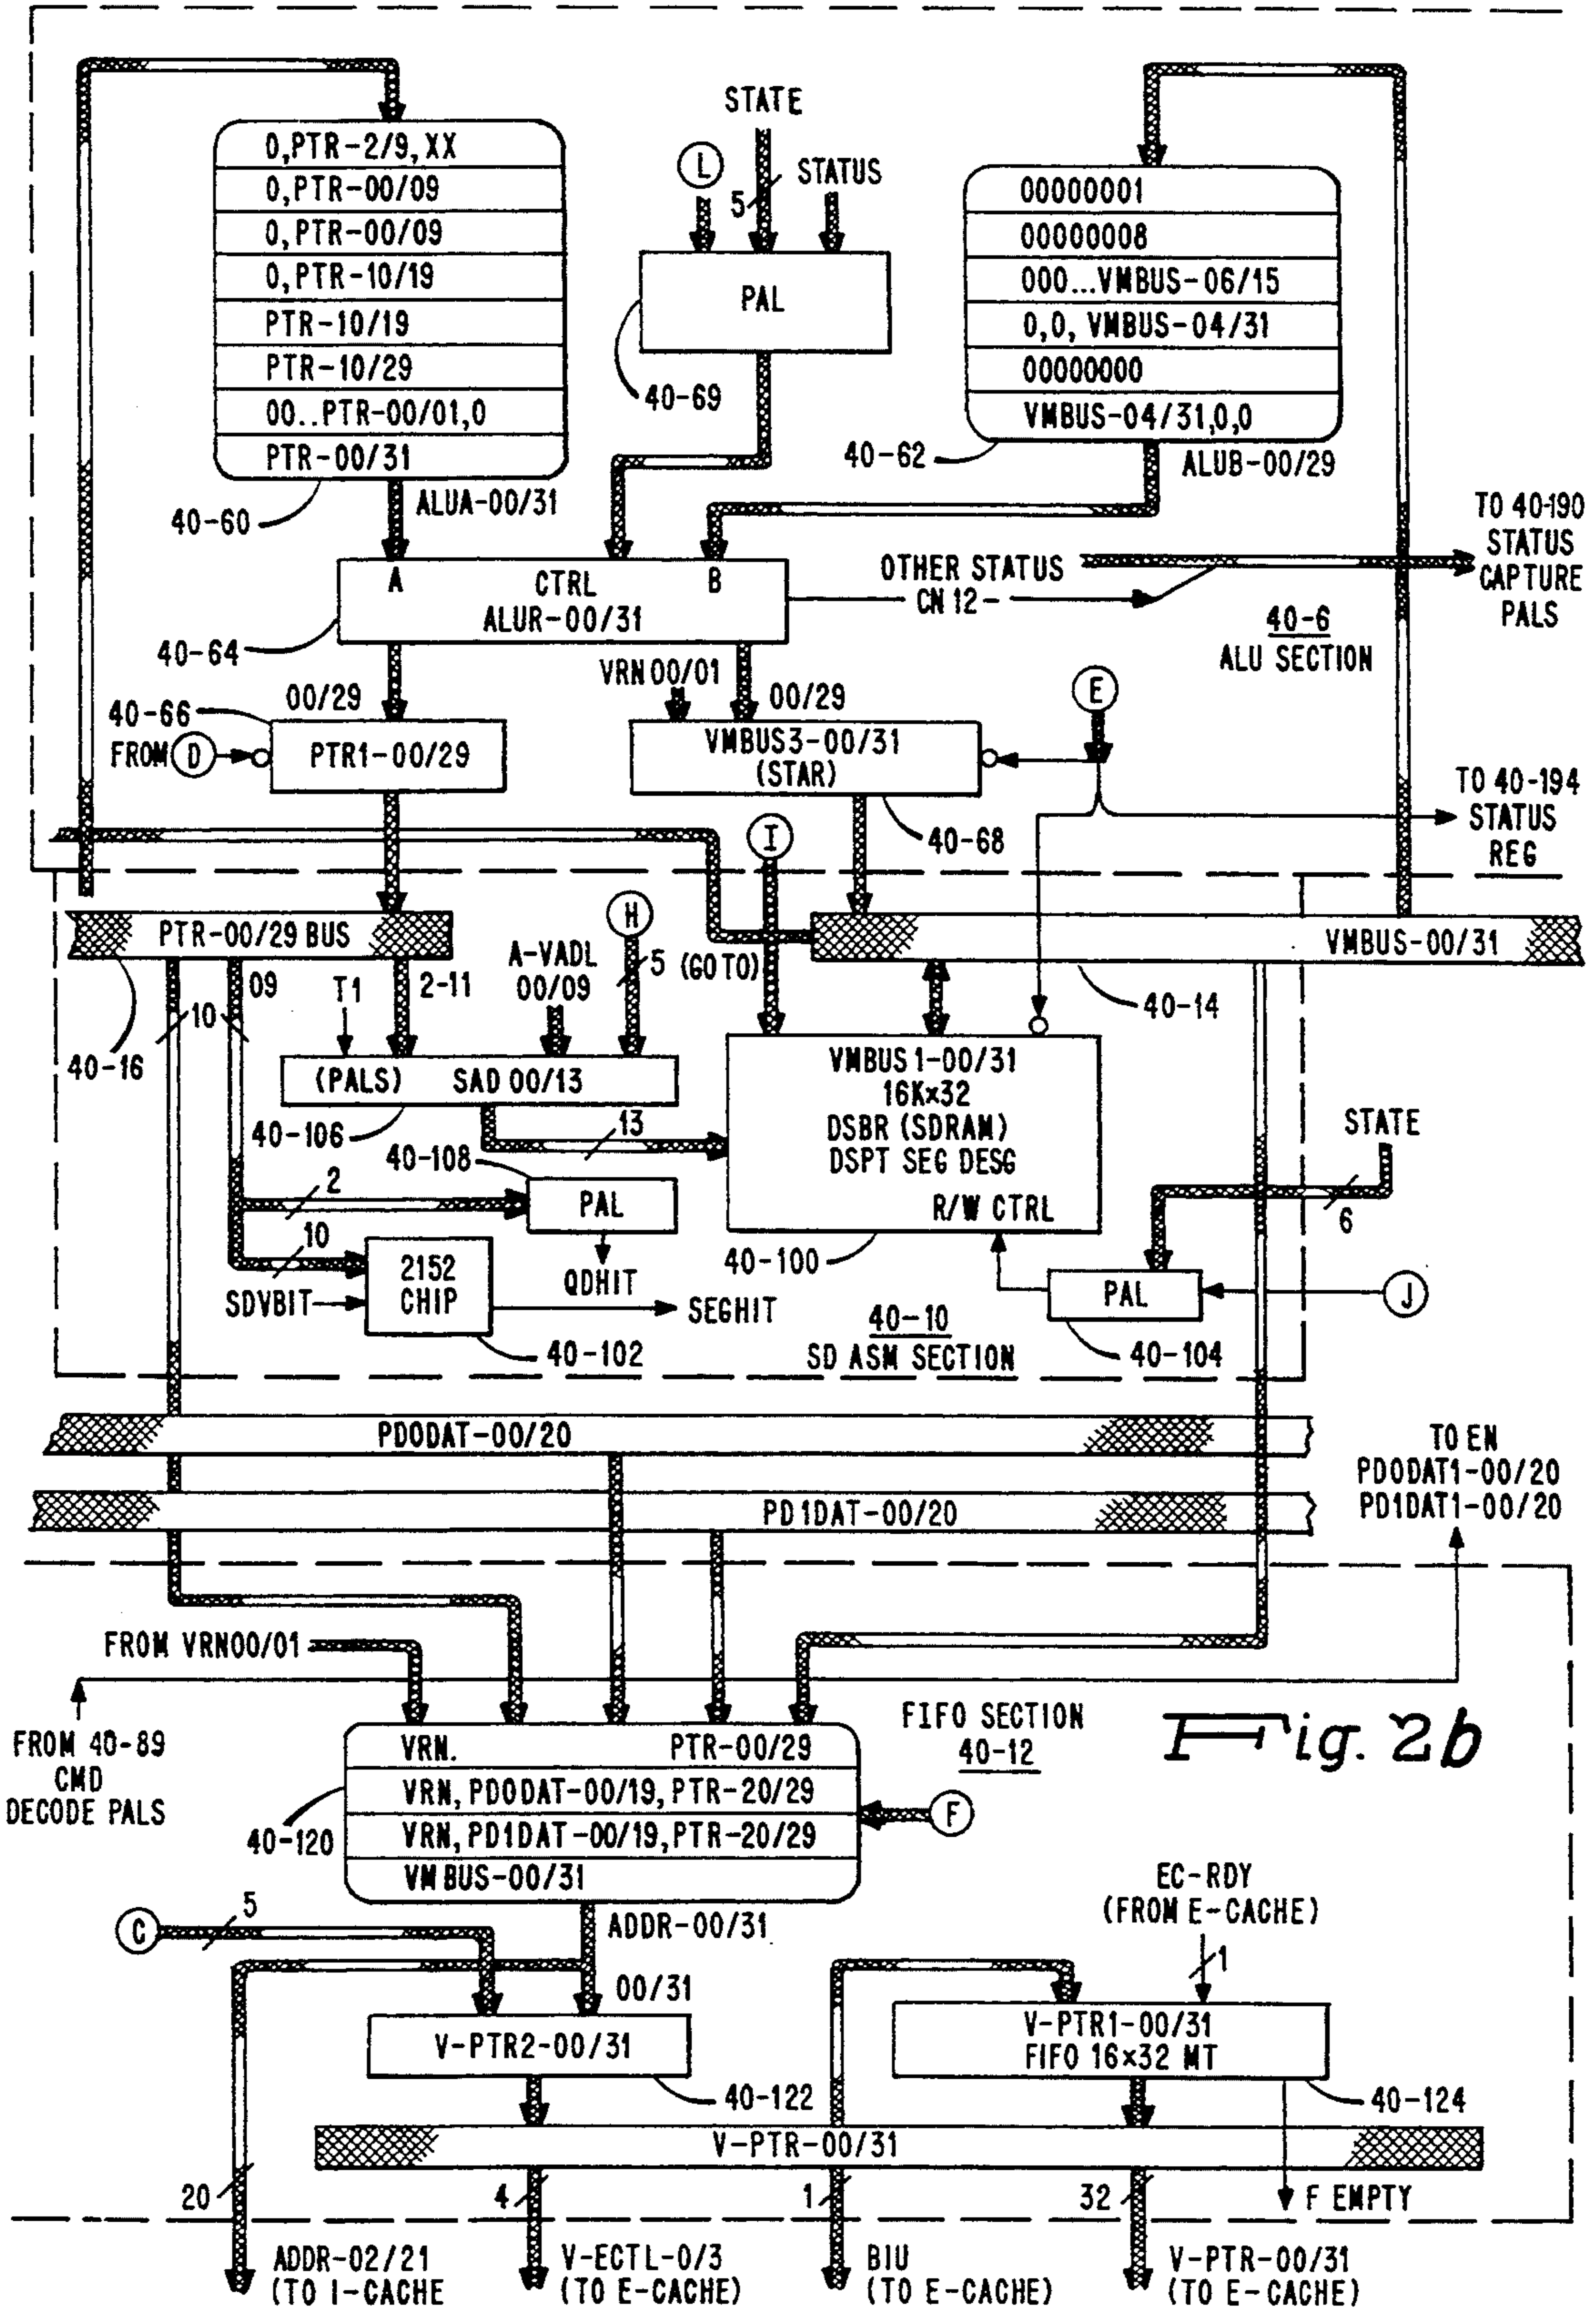 STATE
L
5
STATUS
0,PTR-2/9,XX
0,PTR-00/09
0,PTR-00/09
0,PTR-10/19
PTR-10/19
PTR-10/29
00..PTR-00/01,0
PTR-00/31
PAL
00000001
00000008
000...VMBUS-06/15
0,0, VMBUS-04/31
00000000
VMBUS-04/31,0,0
40-69
40-62
ALUB-00/29
40-60
ALUA-00/31
TO 40-190
STATUS
CAPTURE
PALS
A
CTRL
B
ALUR-00/31
OTHER STATUS
CN 12-
40-64
40-6
ALU SECTION
VRN 00/01
00/29
00/29
E
40-66
FROM D
PTR1-00/29
VMBUS3-00/31
(STAR)
40-68
I
TO 40-194
STATUS
REG
PTR-00/29 BUS
H
VMBUS-00/31
09
T1
2-11
A-VADL
00/09
5 (GO TO)
40-14
10
40-16
(PALS) SAD 00/13
VMBUS 1-00/31
16K×32
DSBR (SDRAM)
DSPT SEG DESG
R/W CTRL
40-106
13
STATE
40-108
2
PAL
6
10
2152
CHIP
QDHIT
40-100
PAL
J
SDVBIT
SEGHIT
40-10
SD ASM SECTION
40-102
40-104
PD0DAT-00/20
TO EN
PD0DAT1-00/20
PD1DAT1-00/20
PD1DAT-00/20
FROM VRN00/01
FROM 40-89
CMD
DECODE PALS
FIFO SECTION
40-12
Fig. 2b
VRN. PTR-00/29
VRN, PD0DAT-00/19, PTR-20/29
VRN, PD1DAT-00/19, PTR-20/29
VMBUS-00/31
F
40-120
C
5
ADDR-00/31
EC-RDY
(FROM E-CACHE)
1
00/31
V-PTR2-00/31
V-PTR1-00/31
FIFO 16×32 MT
40-122
40-124
V-PTR-00/31
20
4
1
32
F EMPTY
ADDR-02/21
(TO I-CACHE
V-ECTL-0/3
(TO E-CACHE)
BIU
(TO E-CACHE)
V-PTR-00/31
(TO E-CACHE)